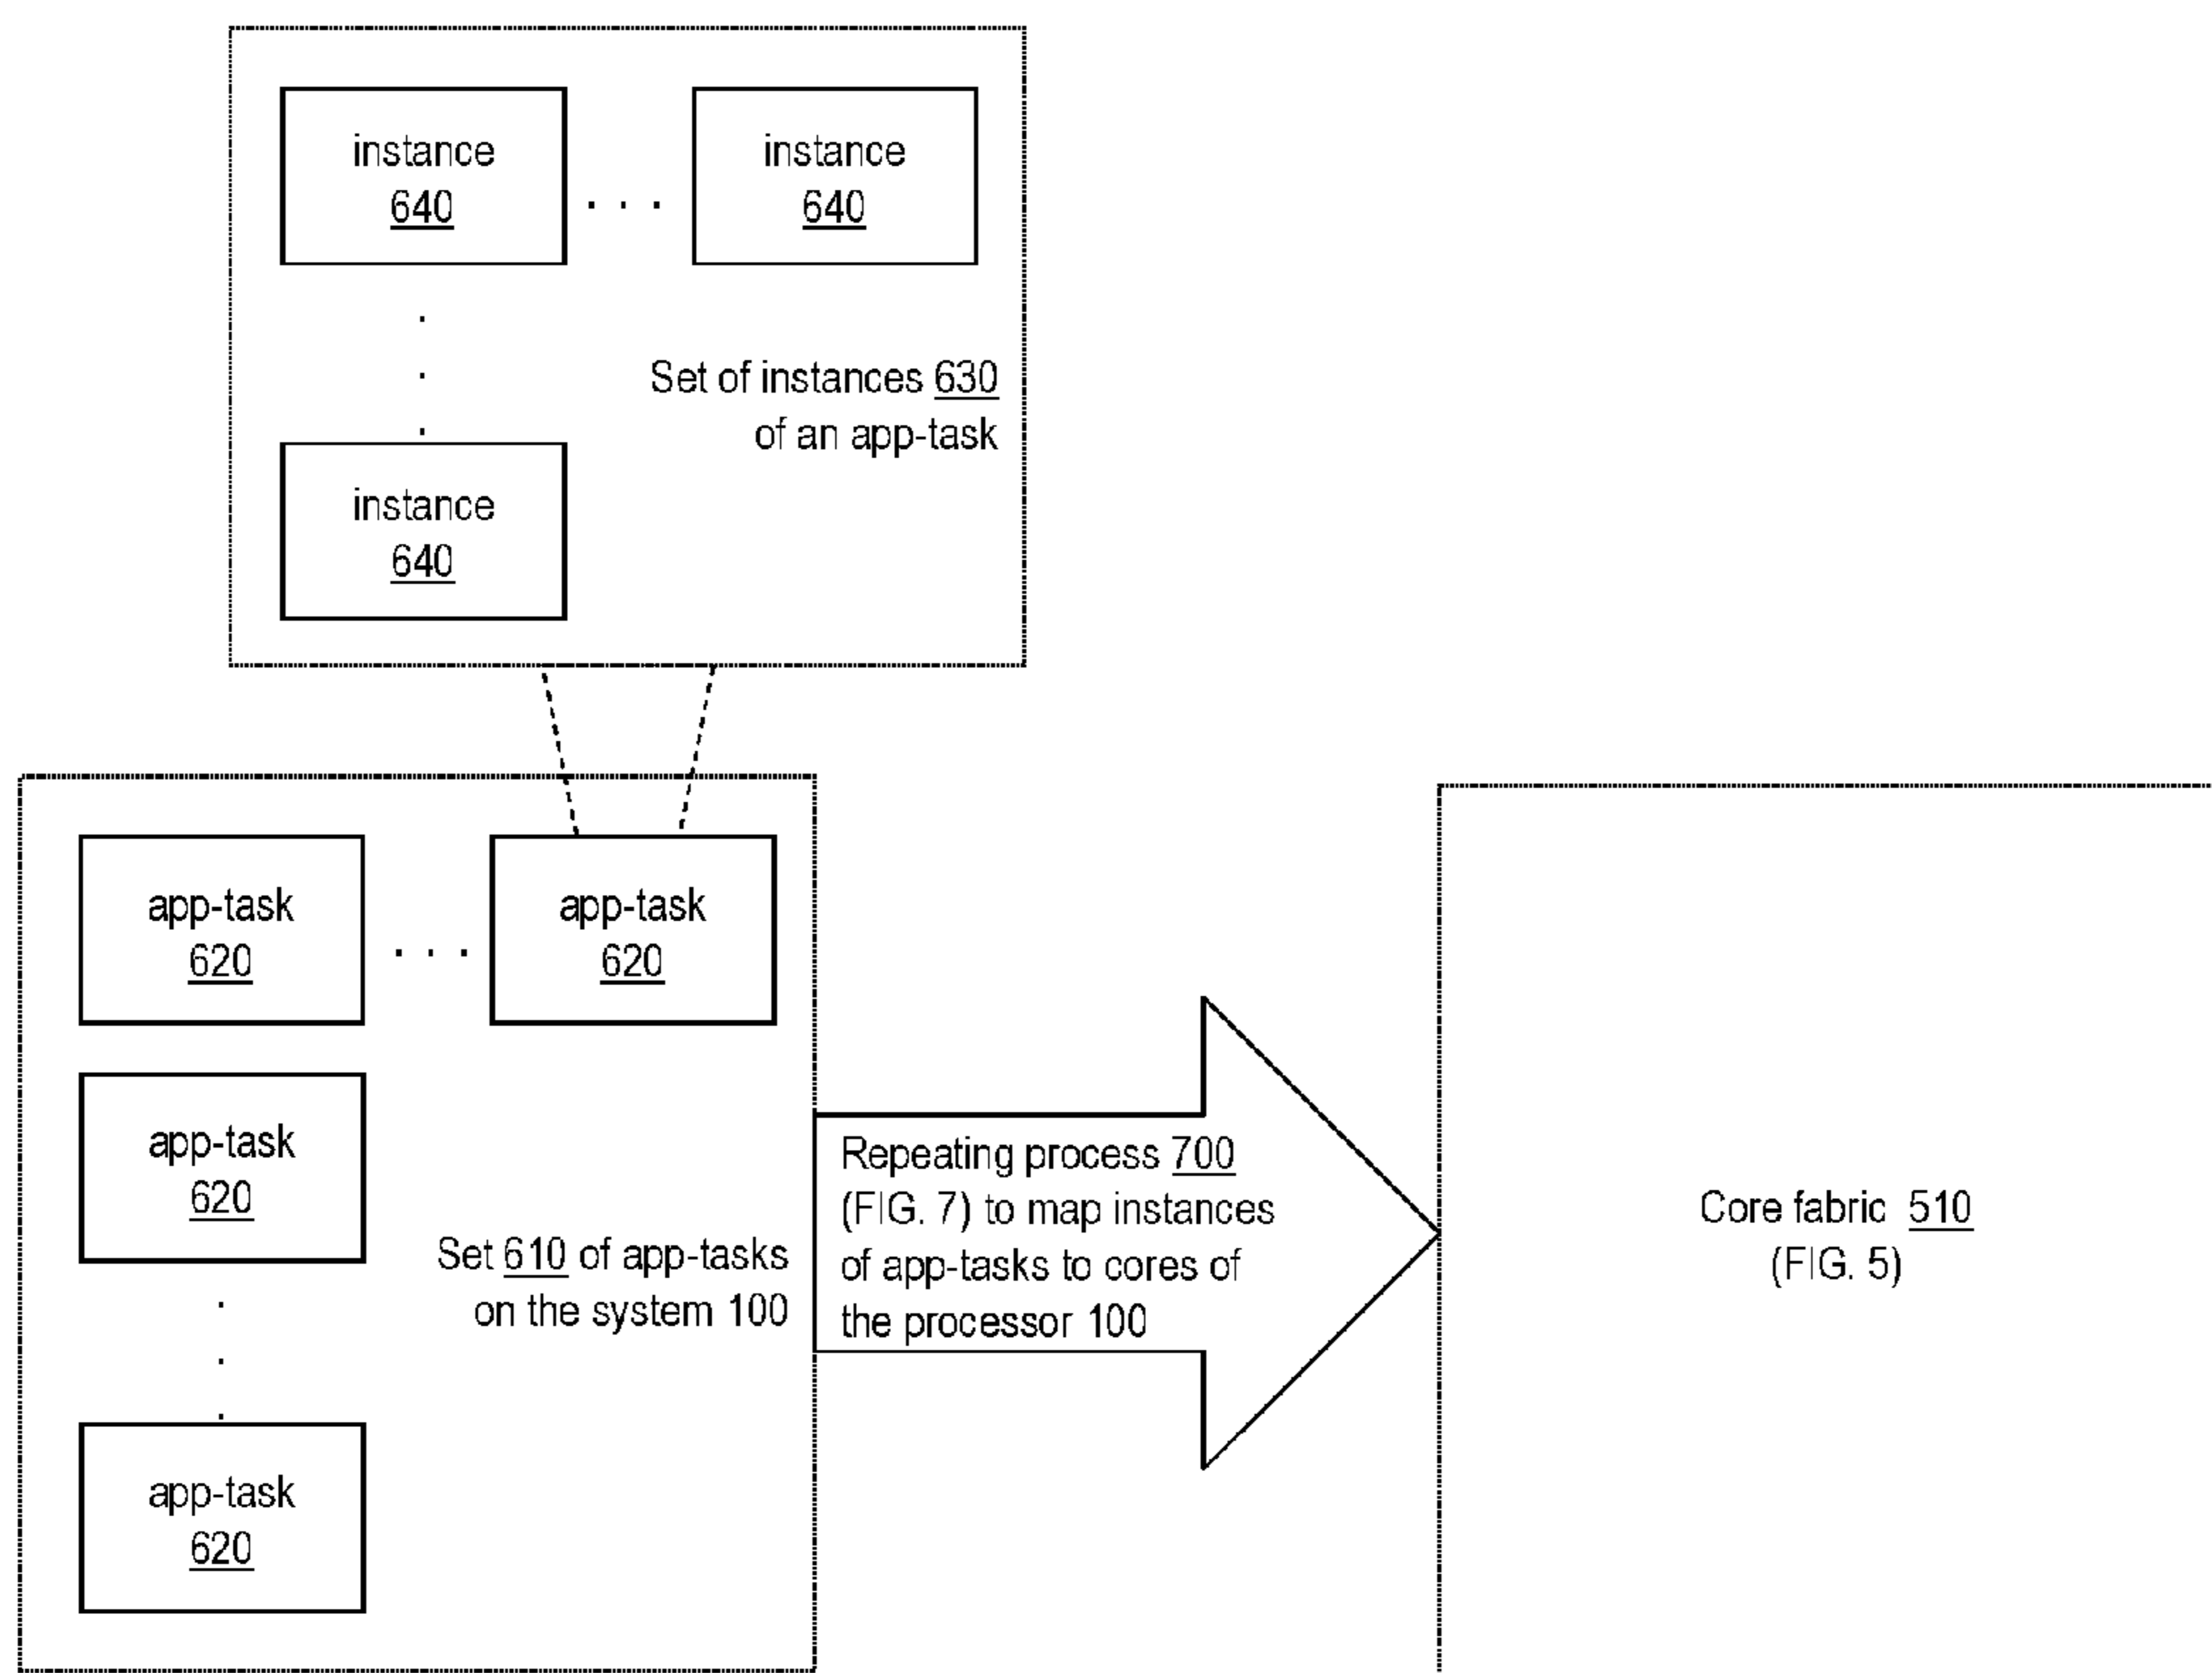 instance
640
. . .
instance
640
.
.
.
Set of instances 630
of an app-task
instance
640
app-task
620
. . .
app-task
620
app-task
620
Set 610 of app-tasks
on the system 100
.
.
.
app-task
620
Repeating process 700
(FIG. 7) to map instances
of app-tasks to cores of
the processor 100
Core fabric 510
(FIG. 5)